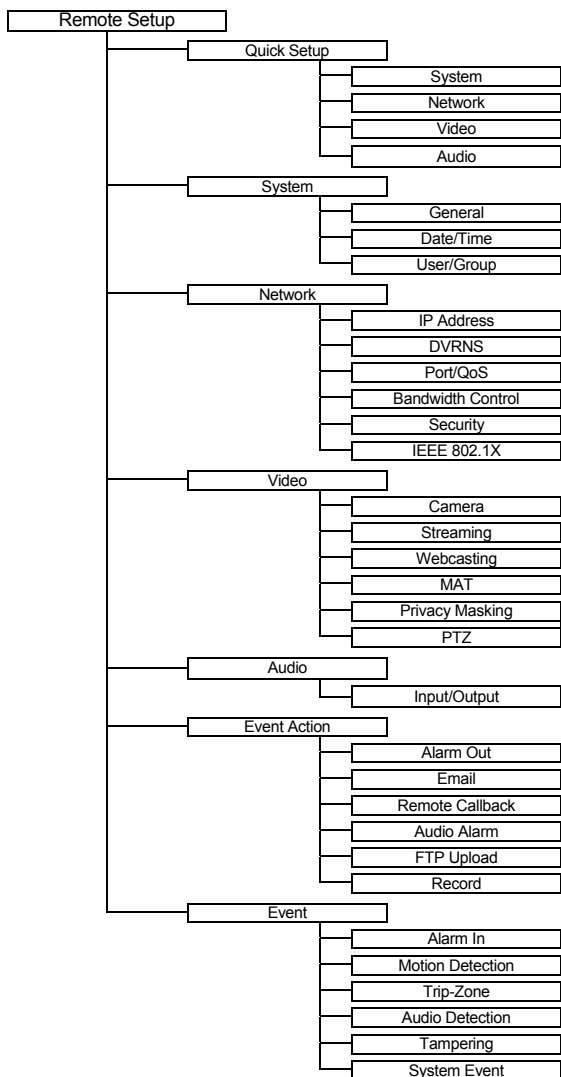 Remote Setup
Quick Setup
System
Network
Video
Audio
System
General
Date/Time
User/Group
Network
IP Address
DVRNS
Port/QoS
Bandwidth Control
Security
IEEE 802.1X
Video
Camera
Streaming
Webcasting
MAT
Privacy Masking
PTZ
Audio
Input/Output
Event Action
Alarm Out
Email
Remote Callback
Audio Alarm
FTP Upload
Record
Event
Alarm In
Motion Detection
Trip-Zone
Audio Detection
Tampering
System Event